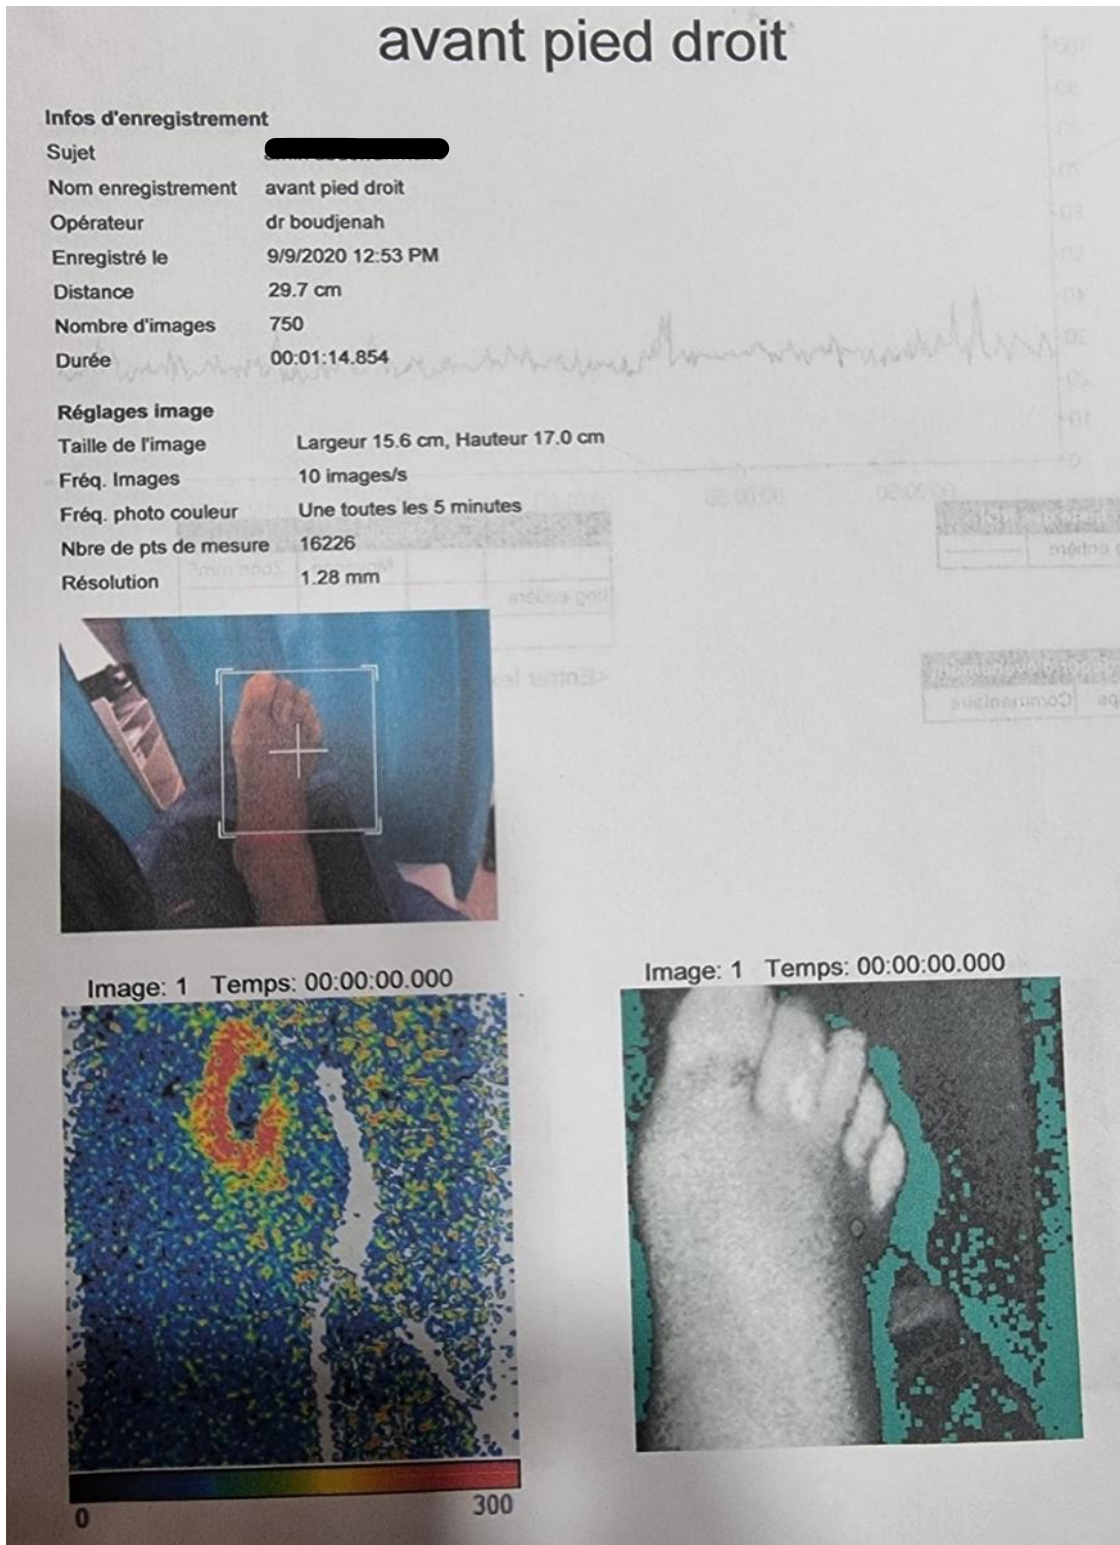 avant pied droit
Infos d'enregistrement
Sujet
Nom enregistrement avant pied droit
Opérateur dr boudjenah
Enregistré le 9/9/2020 12:53 PM
Distance 29.7 cm
Nombre d'images 750
Durée 00:01:14.854
Réglages image
Taille de l'image Largeur 15.6 cm, Hauteur 17.0 cm
Fréq. Images 10 images/s
Fréq. photo couleur Une toutes les 5 minutes
Nbre de pts de mesure 16226
Résolution 1.28 mm
Image: 1 Temps: 00:00:00.000
Image: 1 Temps: 00:00:00.000
0 300